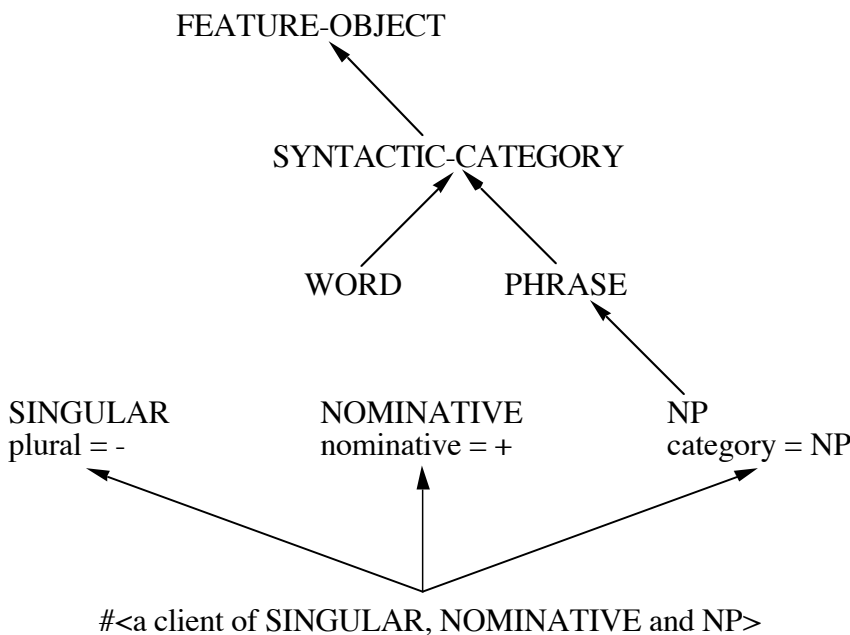 FEATURE-OBJECT
SYNTACTIC-CATEGORY
WORD
PHRASE
SINGULAR
plural = -
NOMINATIVE
nominative = +
NP
category = NP
#<a client of SINGULAR, NOMINATIVE and NP>